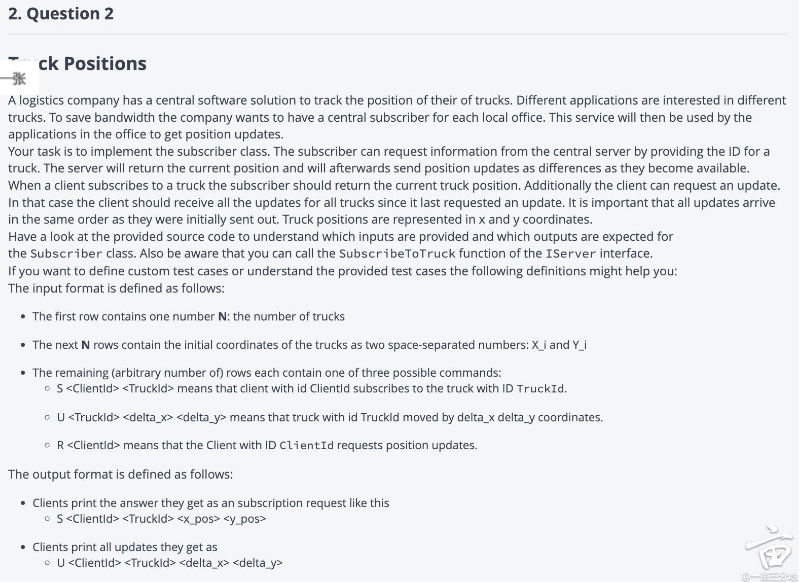 2. Question 2
ck Positions
一张
A logistics company has a central software solution to track the position of their of trucks. Different applications are interested in different
trucks. To save bandwidth the company wants to have a central subscriber for each local office. This service will then be used by the
applications in the office to get position updates.
Your task is to implement the subscriber class. The subscriber can request information from the central server by providing the ID for a
truck. The server will return the current position and will afterwards send position updates as differences as they become available.
When a client subscribes to a truck the subscriber should return the current truck position. Additionally the client can request an update.
In that case the client should receive all the updates for all trucks since it last requested an update. It is important that all updates arrive
in the same order as they were initially sent out. Truck positions are represented in x and y coordinates.
Have a look at the provided source code to understand which inputs are provided and which outputs are expected for
the Subscriber class. Also be aware that you can call the SubscribeToTruck function of the IServer interface.
If you want to define custom test cases or understand the provided test cases the following definitions might help you:
The input format is defined as follows:
• The first row contains one number N: the number of trucks
• The next N rows contain the initial coordinates of the trucks as two space-separated numbers: X_i and Y_i
• The remaining (arbitrary number of) rows each contain one of three possible commands:
◦ S <ClientId> <TruckId> means that client with id ClientId subscribes to the truck with ID TruckId.
◦ U <TruckId> <delta_x> <delta_y> means that truck with id TruckId moved by delta_x delta_y coordinates.
◦ R <ClientId> means that the Client with ID ClientId requests position updates.
The output format is defined as follows:
• Clients print the answer they get as an subscription request like this
◦ S <ClientId> <TruckId> <x_pos> <y_pos>
• Clients print all updates they get as
◦ U <ClientId> <TruckId> <delta_x> <delta_y>